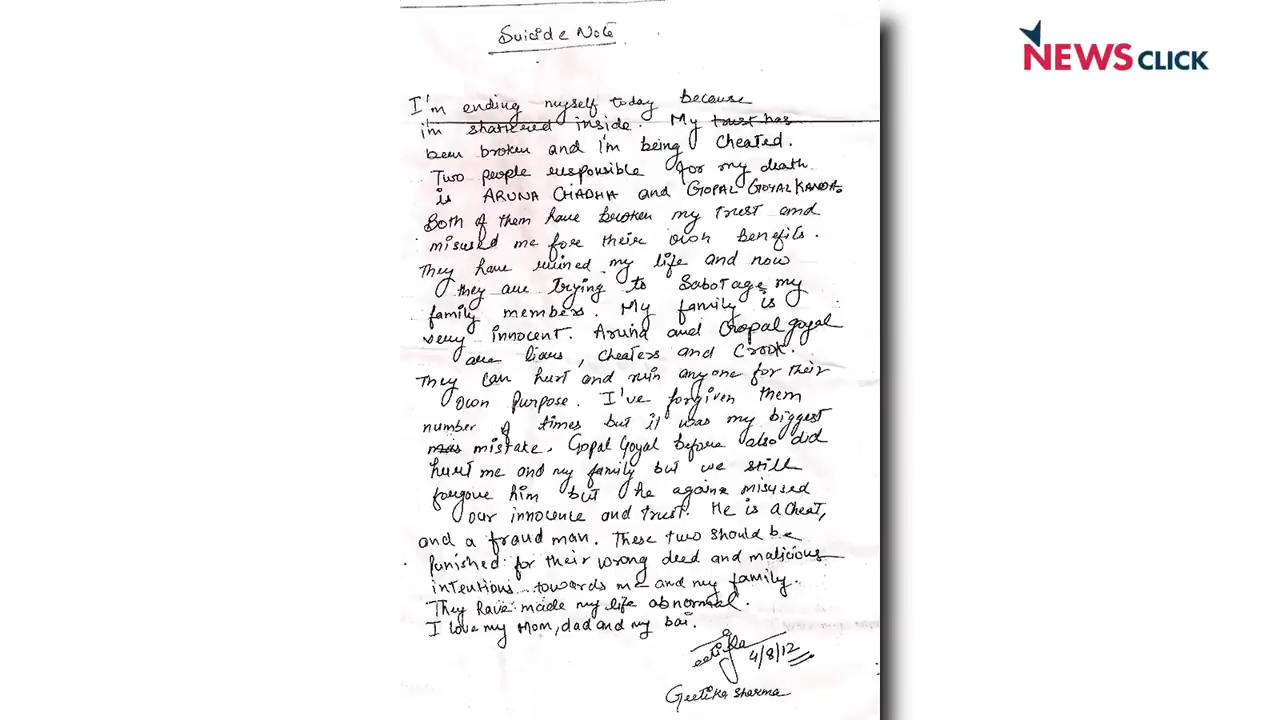 NEWSCLICK
Suicide Note
I'm ending myself today because
i'm shattered inside. My trust has
been broken and I'm being cheated.
Two people responsible for my death
is ARUNA CHADHA and GOPAL GOYAL KANDA
Both of them have broken my trust and
misused me fore their own benefits.
They have ruined my life and now
they are trying to sabotage my
family members. My family is
very innocent. Aruna and Gopal goyal
are liars, cheaters and crook.
They can hurt and ruin anyone for their
own purpose. I've forgiven them
number of times but it was my biggest
mistake. Gopal Goyal before also did
hurt me and my family but we still
forgave him but he again misused
our innocence and trust. He is a cheat,
and a fraud man. These two should be
punished for their wrong deed and malicious
intentions towards me and my family.
They have made my life abnormal.
I love my Mom, dad and my bai.
4/8/12
Geetika Sharma